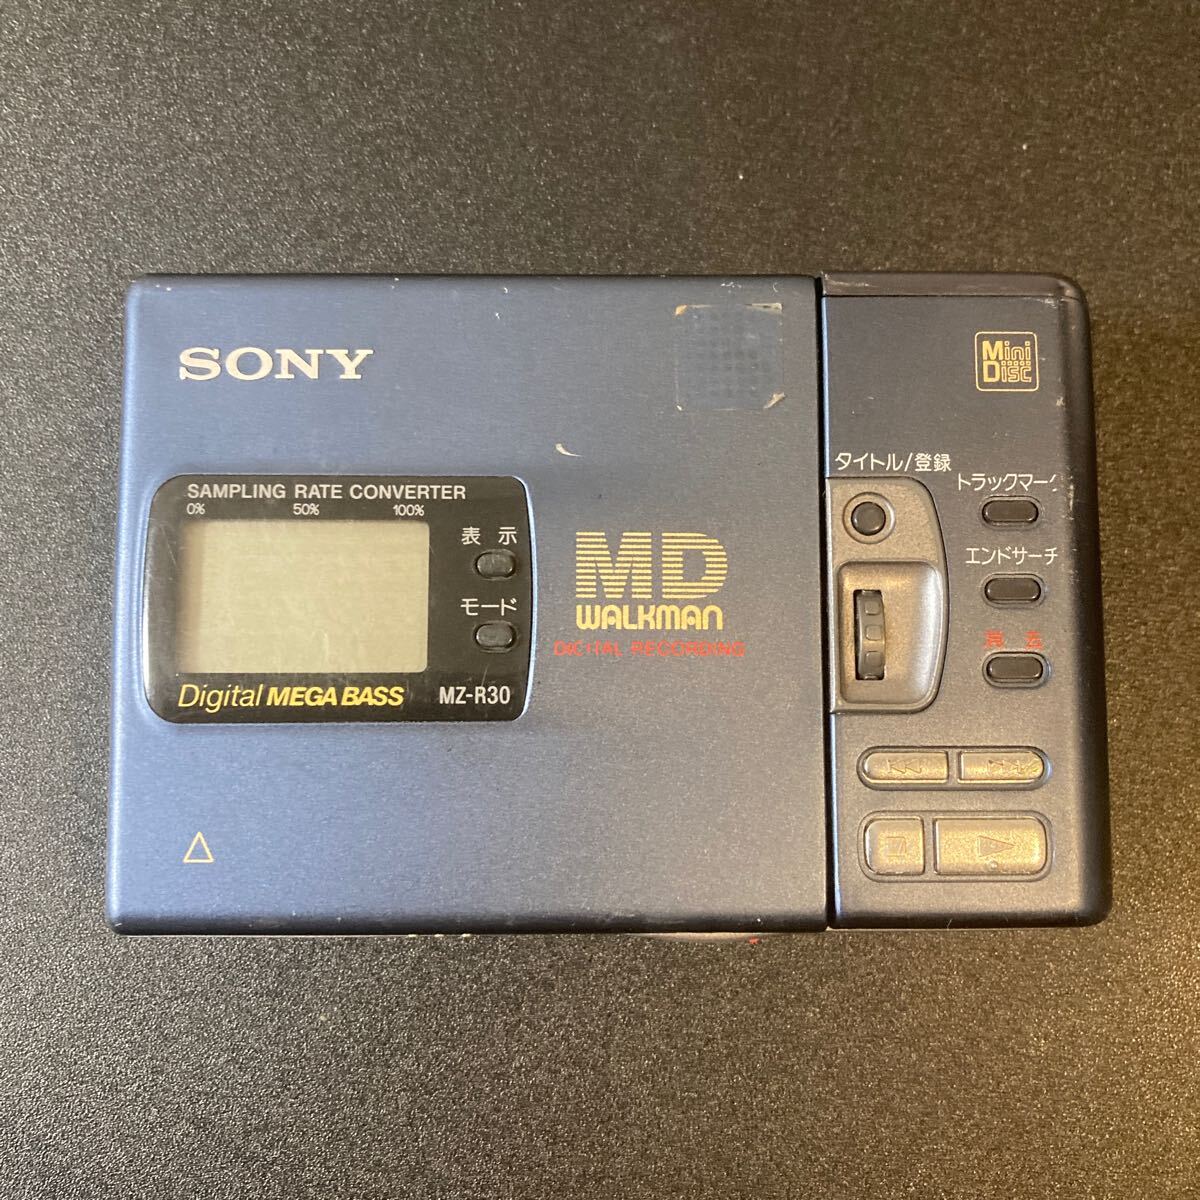 SONY
Mini
Disc
タイトル/登録
トラックマーク
SAMPLING RATE CONVERTER
0% 50% 100%
表 示
エンドサーチ
MD
WALKMAN
モード
消 去
DIGITAL RECORDING
Digital MEGA BASS
MZ-R30